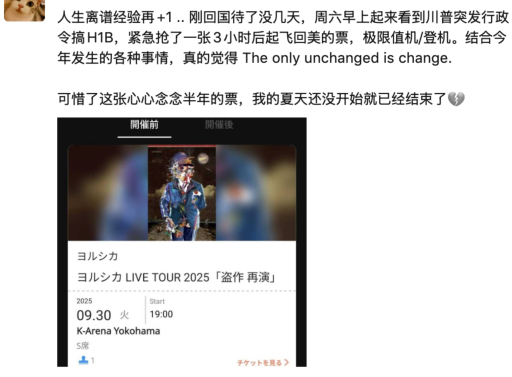 人生离谱经验再+1 .. 刚回国待了没几天，周六早上起来看到川普突发行政
令搞H1B，紧急抢了一张3小时后起飞回美的票，极限值机/登机。结合今
年发生的各种事情，真的觉得 The only unchanged is change.
可惜了这张心心念念半年的票，我的夏天还没开始就已经结束了💔
開催前
開催後
ヨルシカ
ヨルシカ LIVE TOUR 2025「盗作 再演」
2025
09.30 火
Start
19:00
K-Arena Yokohama
S席
1
チケットを見る